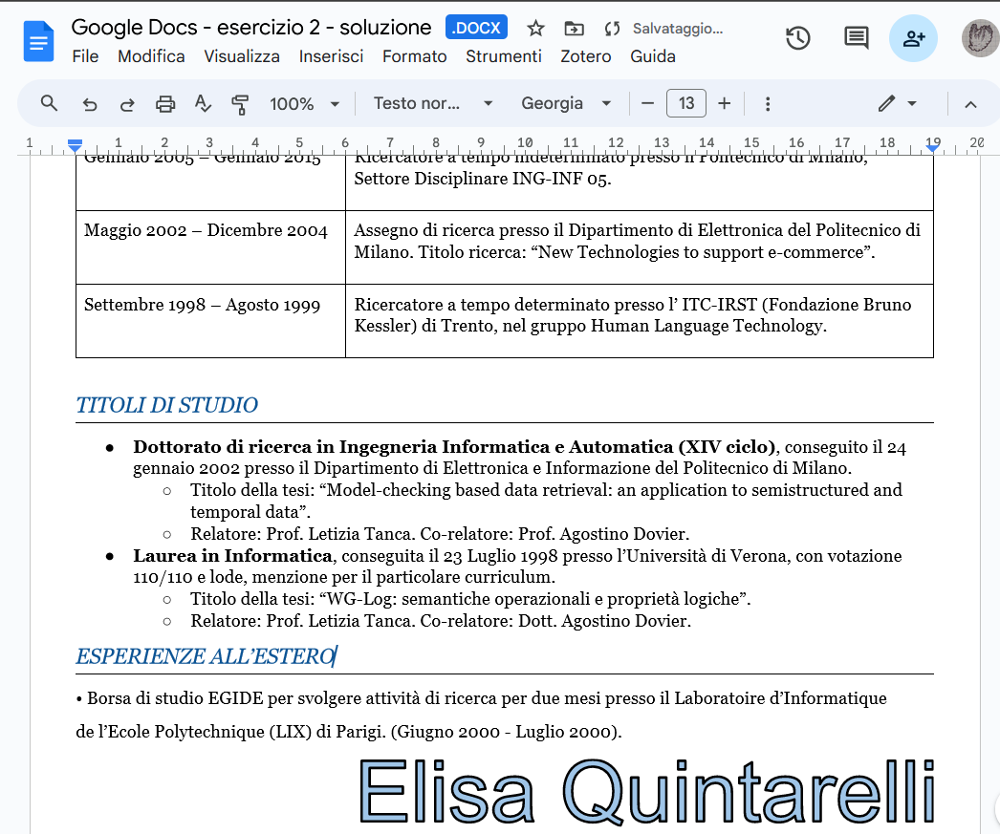 Google Docs - esercizio 2 - soluzione .DOCX Salvataggio...
File Modifica Visualizza Inserisci Formato Strumenti Zotero Guida
100% Testo nor... Georgia 13
1 1 2 3 4 5 6 7 8 9 10 11 12 13 14 15 16 17 18 19 20
Gennaio 2005 – Gennaio 2015
Ricercatore a tempo indeterminato presso il Politecnico di Milano,
Settore Disciplinare ING-INF 05.
Maggio 2002 – Dicembre 2004
Assegno di ricerca presso il Dipartimento di Elettronica del Politecnico di
Milano. Titolo ricerca: “New Technologies to support e-commerce”.
Settembre 1998 – Agosto 1999
Ricercatore a tempo determinato presso l’ ITC-IRST (Fondazione Bruno
Kessler) di Trento, nel gruppo Human Language Technology.
TITOLI DI STUDIO
● Dottorato di ricerca in Ingegneria Informatica e Automatica (XIV ciclo), conseguito il 24
gennaio 2002 presso il Dipartimento di Elettronica e Informazione del Politecnico di Milano.
○ Titolo della tesi: “Model-checking based data retrieval: an application to semistructured and
temporal data”.
○ Relatore: Prof. Letizia Tanca. Co-relatore: Prof. Agostino Dovier.
● Laurea in Informatica, conseguita il 23 Luglio 1998 presso l’Università di Verona, con votazione
110/110 e lode, menzione per il particolare curriculum.
○ Titolo della tesi: “WG-Log: semantiche operazionali e proprietà logiche”.
○ Relatore: Prof. Letizia Tanca. Co-relatore: Dott. Agostino Dovier.
ESPERIENZE ALL’ESTERO
• Borsa di studio EGIDE per svolgere attività di ricerca per due mesi presso il Laboratoire d’Informatique
de l’Ecole Polytechnique (LIX) di Parigi. (Giugno 2000 - Luglio 2000).
Elisa Quintarelli